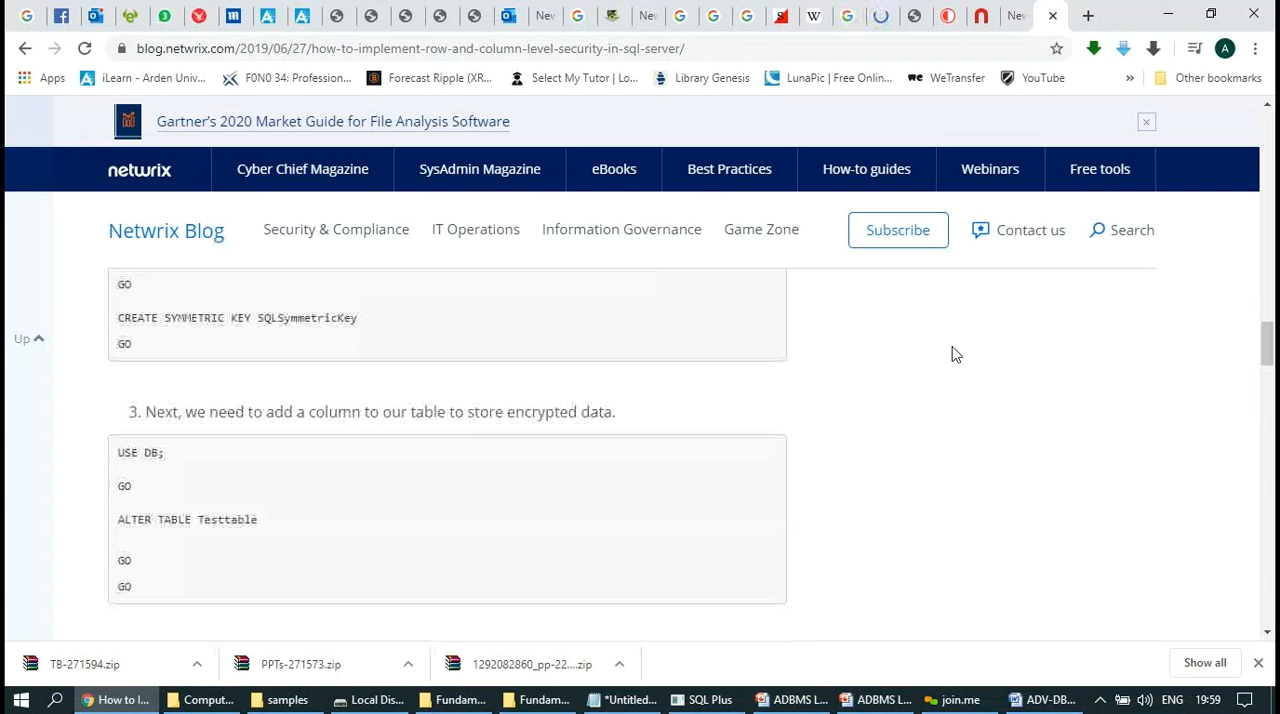 New
New
New
blog.netwrix.com/2019/06/27/how-to-implement-row-and-column-level-security-in-sql-server/
A
Apps
iLearn - Arden Univ...
F0N0 34: Profession...
Forecast Ripple (XR...
Select My Tutor | Lo...
Library Genesis
LunaPic | Free Onlin...
WeTransfer
YouTube
»
Other bookmarks
Gartner's 2020 Market Guide for File Analysis Software
netwrix
Cyber Chief Magazine
SysAdmin Magazine
eBooks
Best Practices
How-to guides
Webinars
Free tools
Netwrix Blog
Security & Compliance
IT Operations
Information Governance
Game Zone
Subscribe
Contact us
Search
GO
CREATE SYMMETRIC KEY SQLSymmetricKey
GO
Up
3. Next, we need to add a column to our table to store encrypted data.
USE DB;
GO
ALTER TABLE Testtable
GO
GO
TB-271594.zip
PPTs-271573.zip
1292082860_pp-22....zip
Show all
How to I...
Comput...
samples
Local Dis...
Fundam...
Fundam...
*Untitled...
SQL Plus
ADBMS L...
ADBMS L...
join.me
ADV-DB...
ENG
19:59